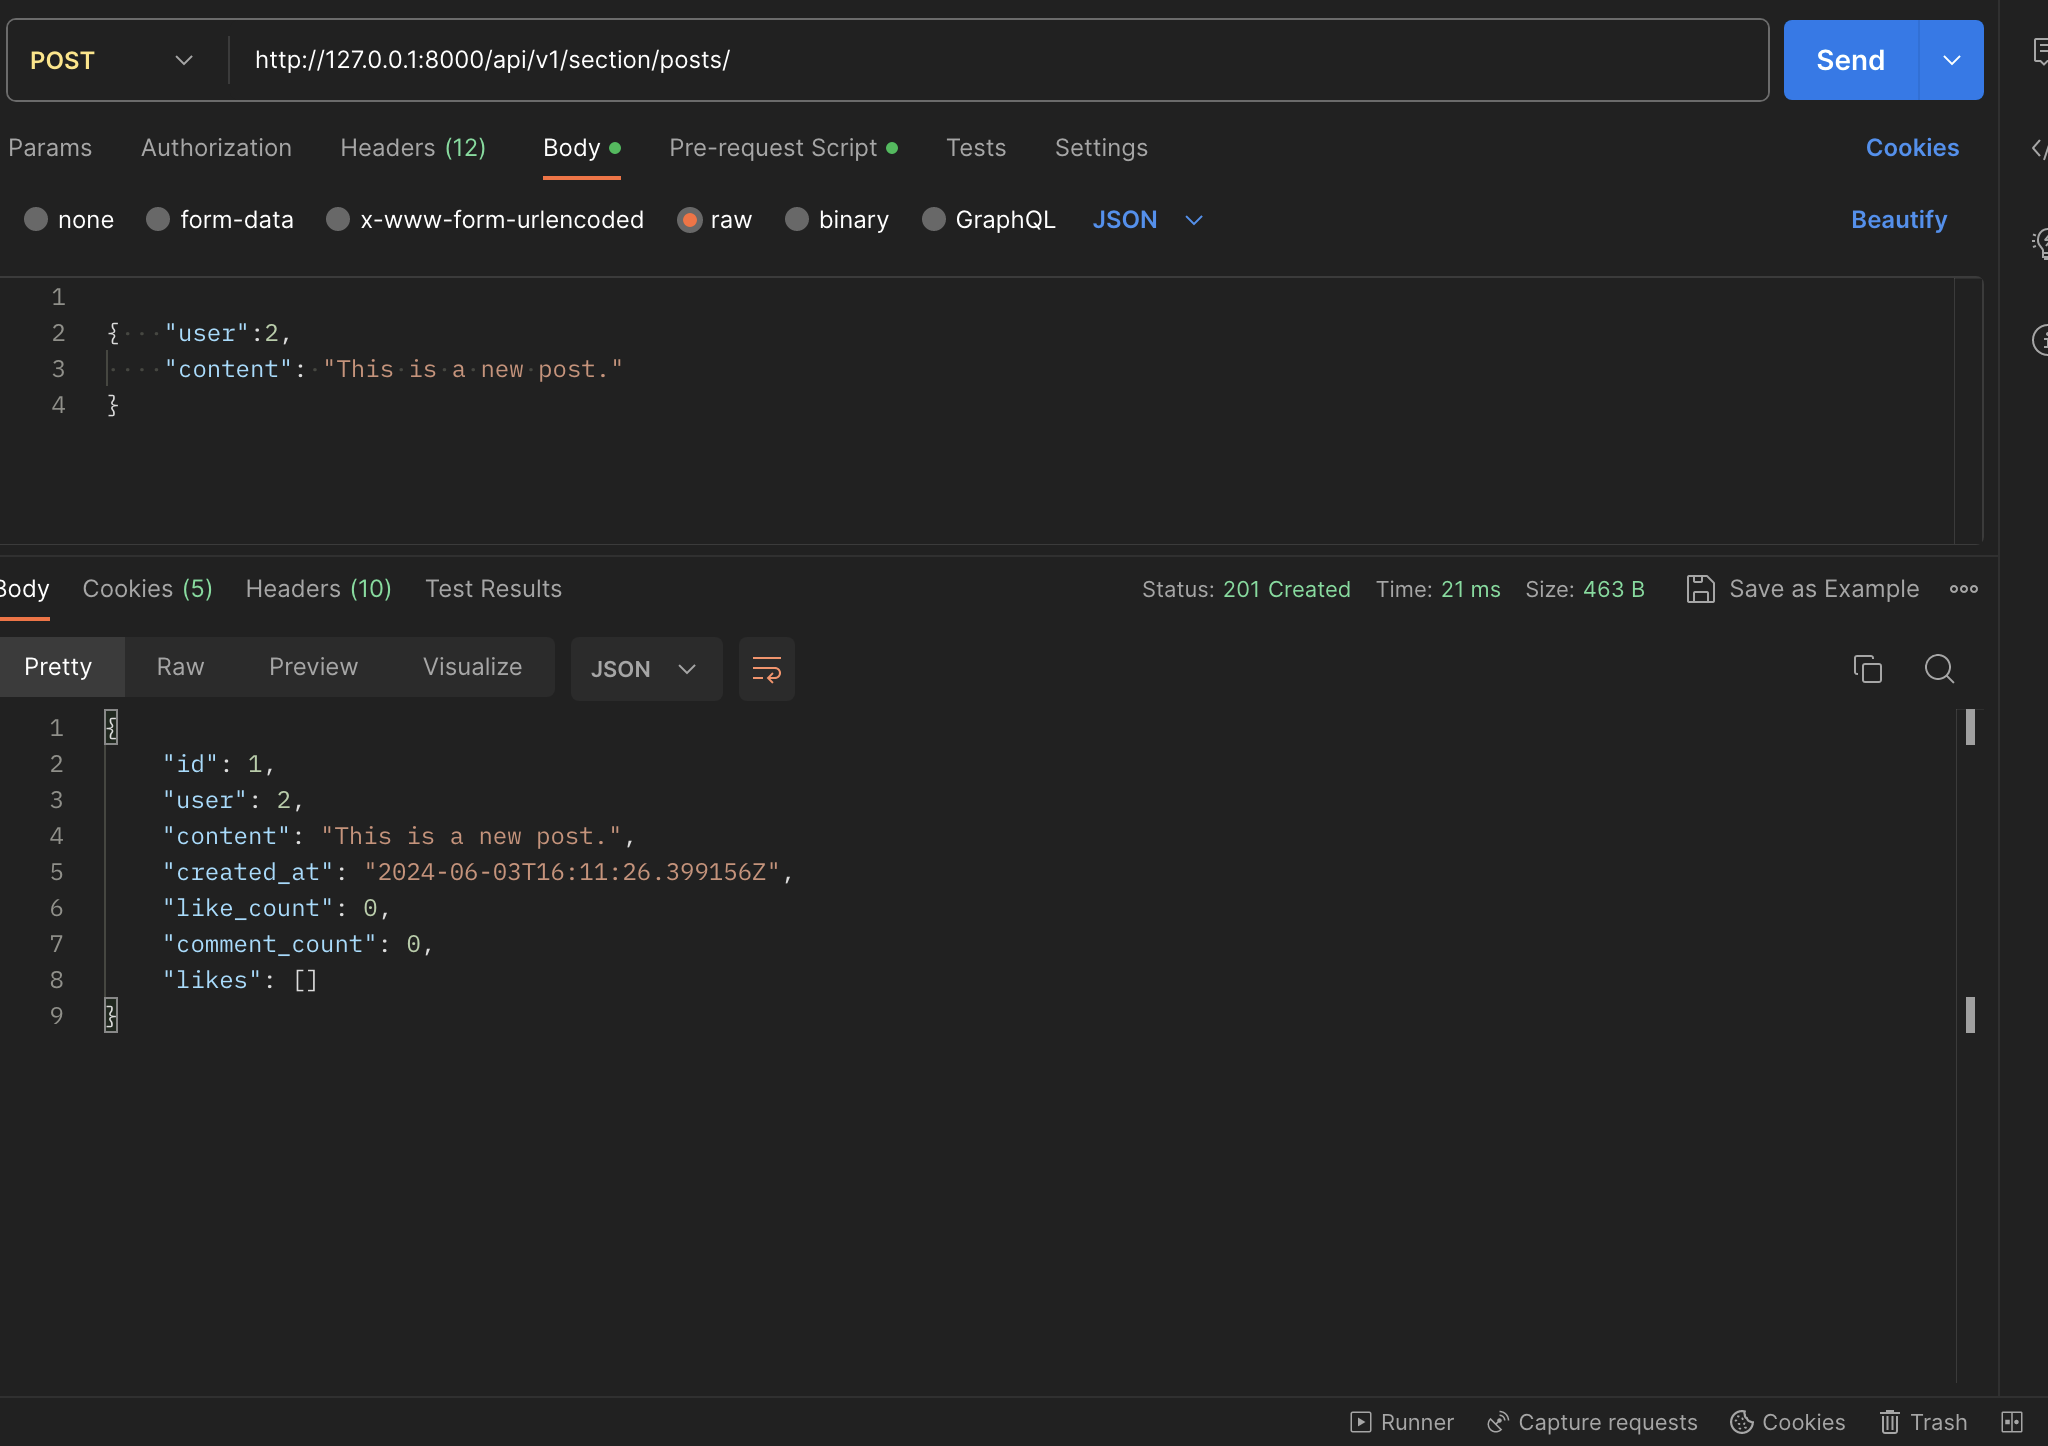 POST http://127.0.0.1:8000/api/v1/section/posts/ Send
Params Authorization Headers (12) Body Pre-request Script Tests Settings Cookies
none form-data x-www-form-urlencoded raw binary GraphQL JSON Beautify
1
2 { "user":2,
3 "content": "This is a new post."
4 }
Body Cookies (5) Headers (10) Test Results Status: 201 Created Time: 21 ms Size: 463 B Save as Example
Pretty Raw Preview Visualize JSON
1 {
2 "id": 1,
3 "user": 2,
4 "content": "This is a new post.",
5 "created_at": "2024-06-03T16:11:26.399156Z",
6 "like_count": 0,
7 "comment_count": 0,
8 "likes": []
9 }
Runner Capture requests Cookies Trash